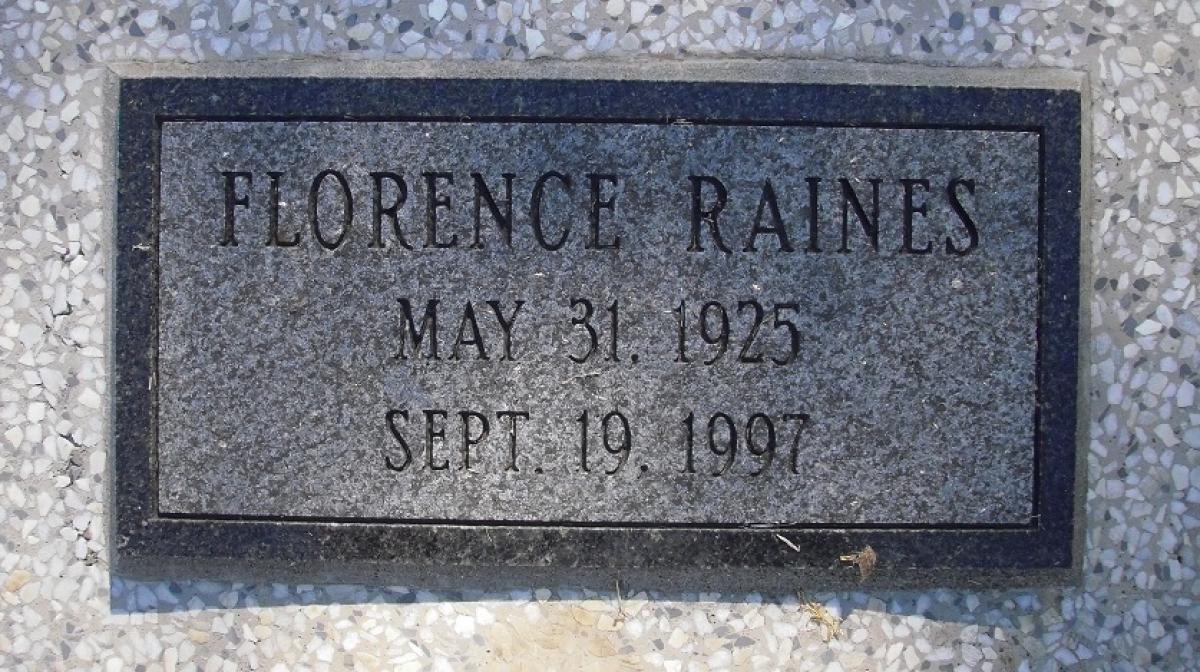 FLORENCE RAINES
MAY 31, 1925
SEPT. 19, 1997